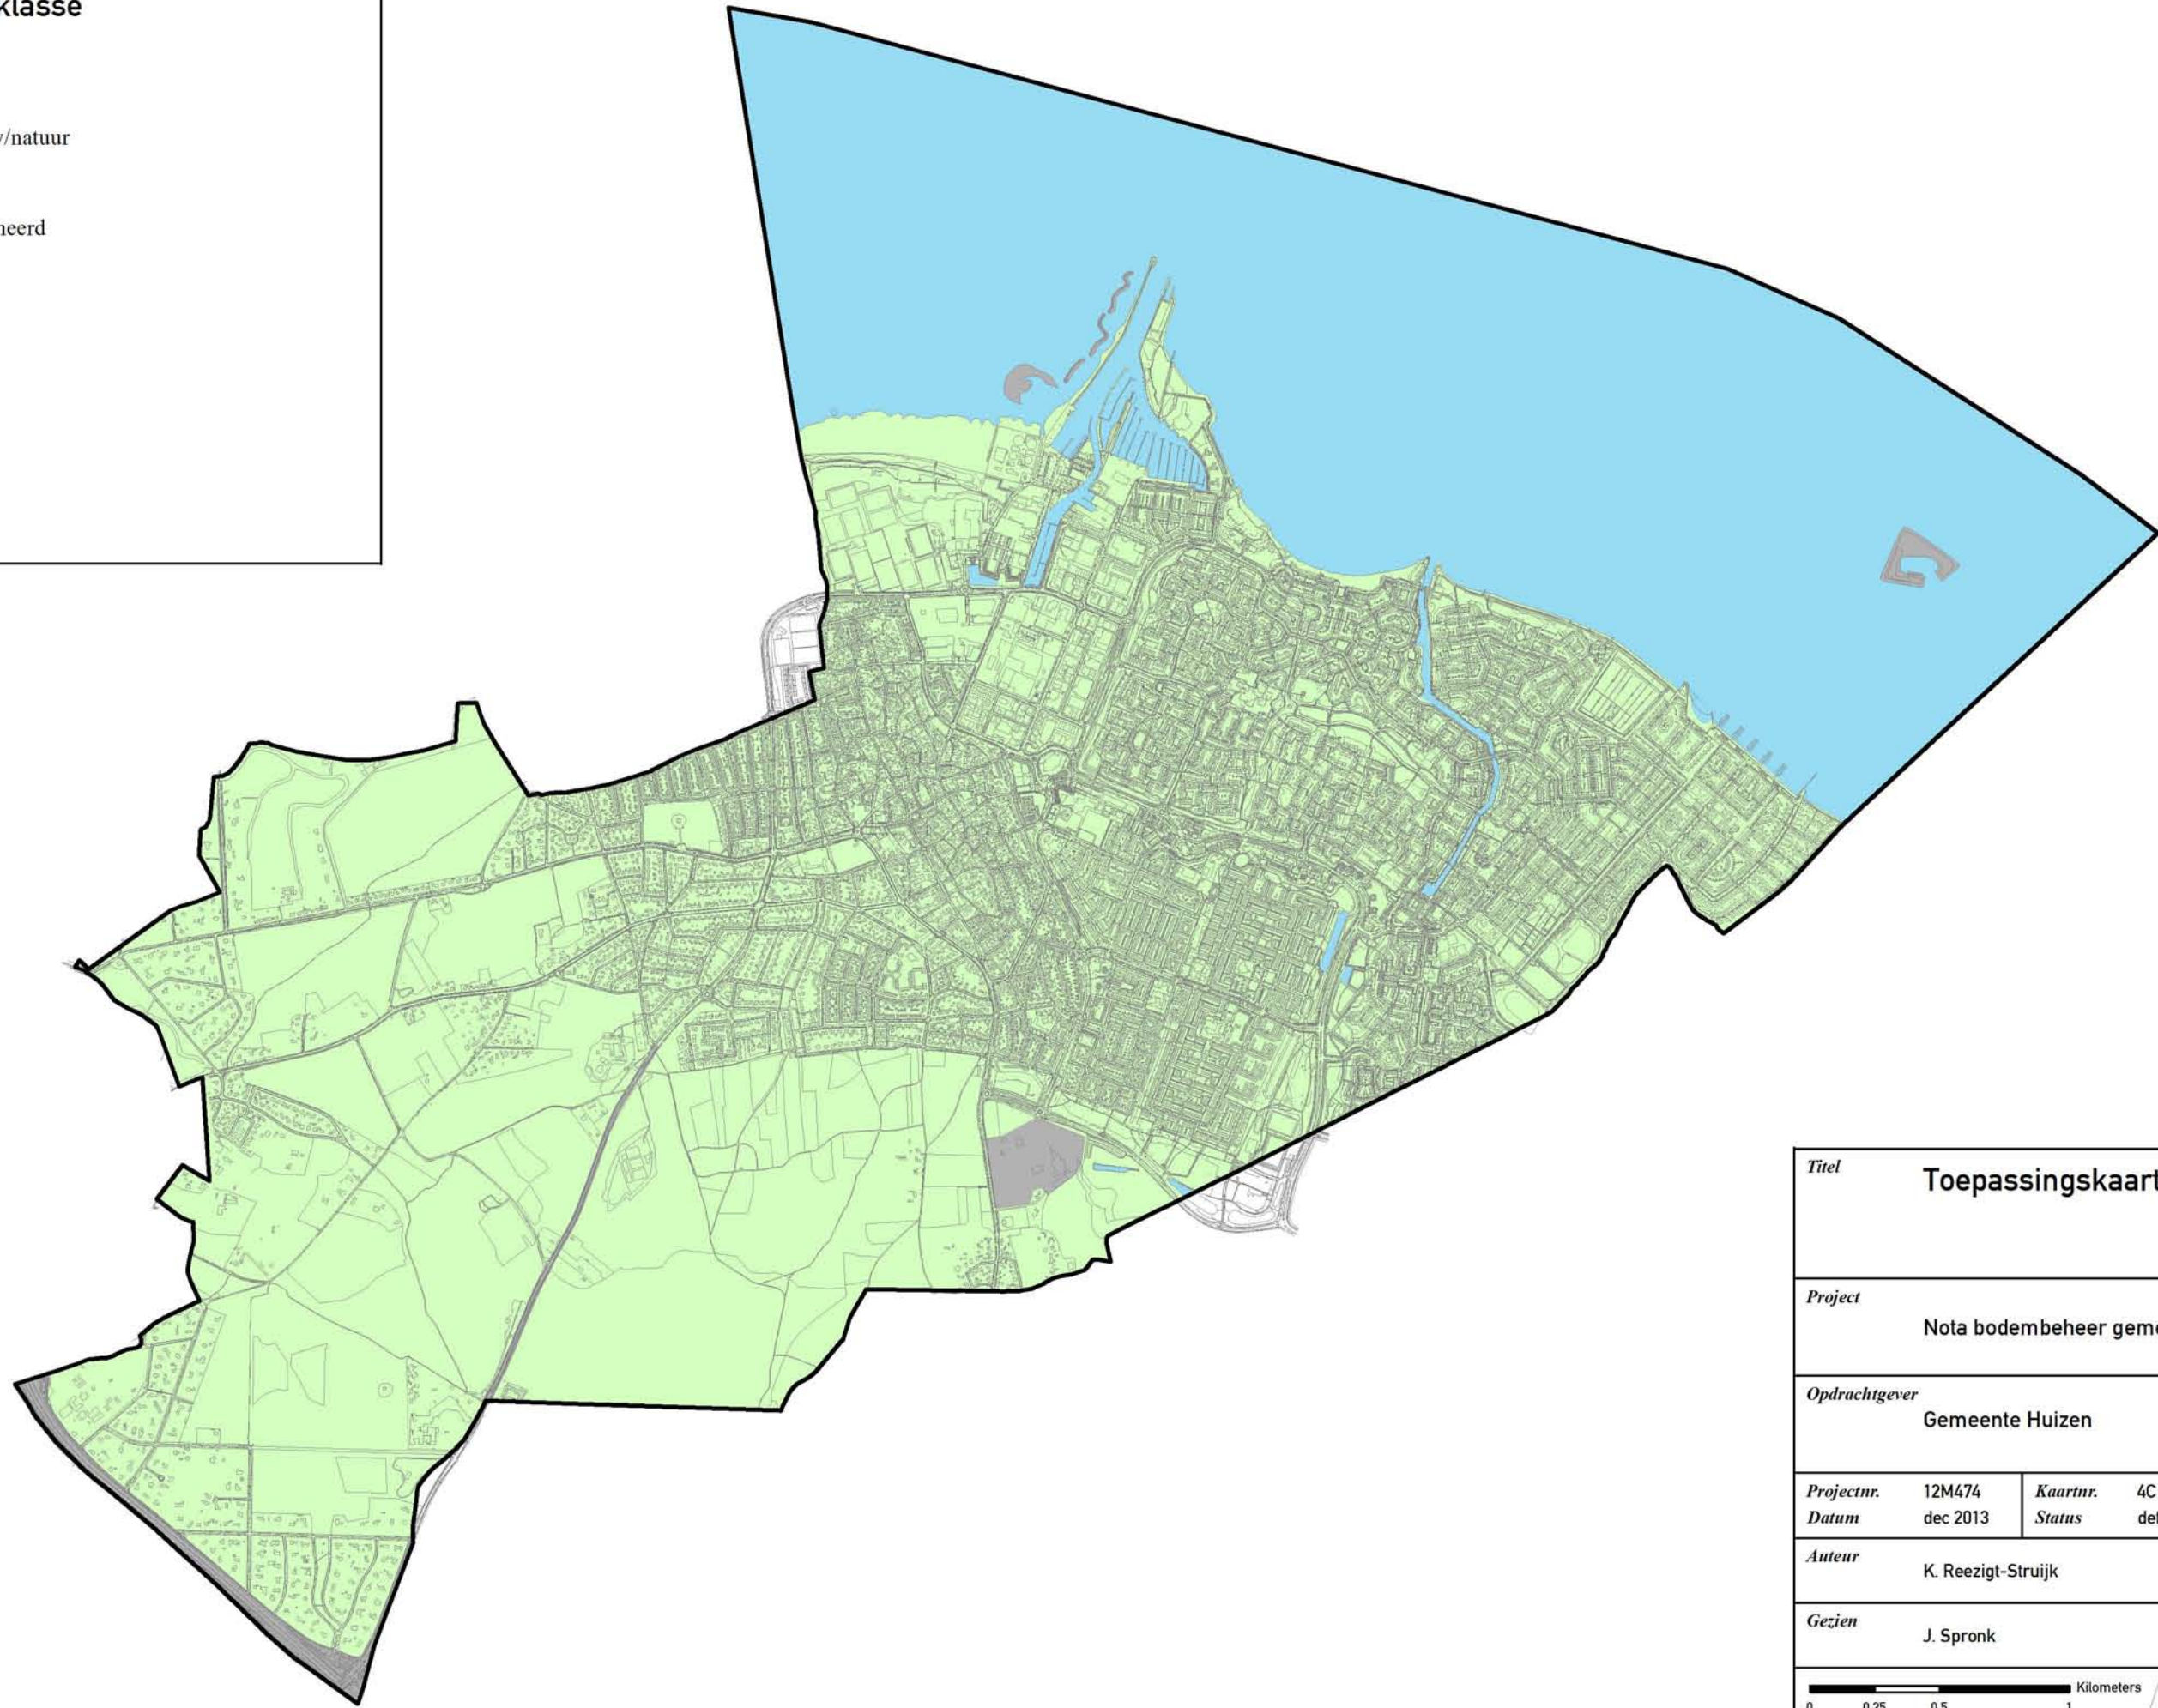 klasse
/natuur
neerd
Titel
Toepassingskaart
Project
Nota bodembeheer geme
Opdrachtgever
Gemeente Huizen
Projectnr. 12M474 Kaartnr. 4C
Datum dec 2013 Status def
Auteur
K. Reezigt-Struijk
Gezien
J. Spronk
Kilometers
0 0,25 0,5 1